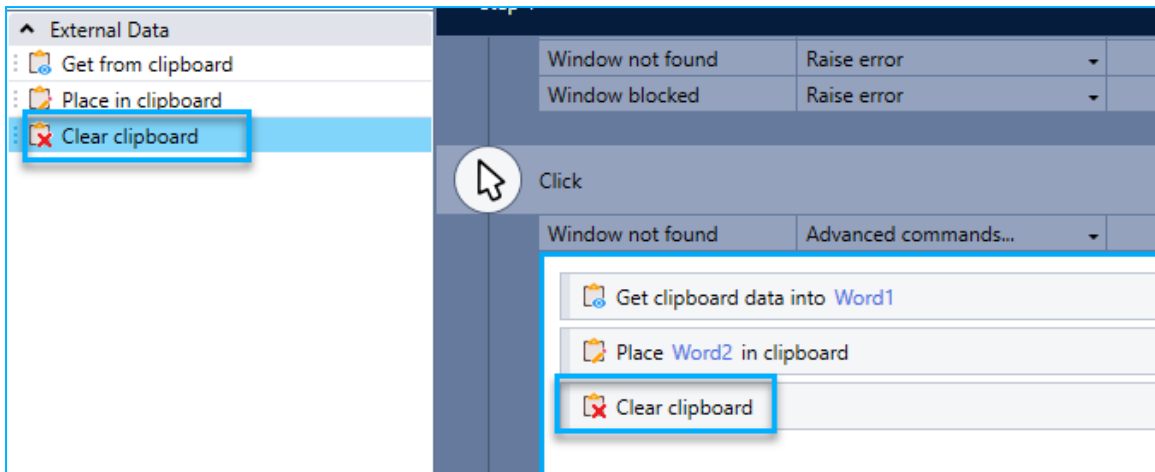 External Data
Get from clipboard
Place in clipboard
Clear clipboard
Window not found Raise error
Window blocked Raise error
Click
Window not found Advanced commands...
Get clipboard data into Word1
Place Word2 in clipboard
Clear clipboard